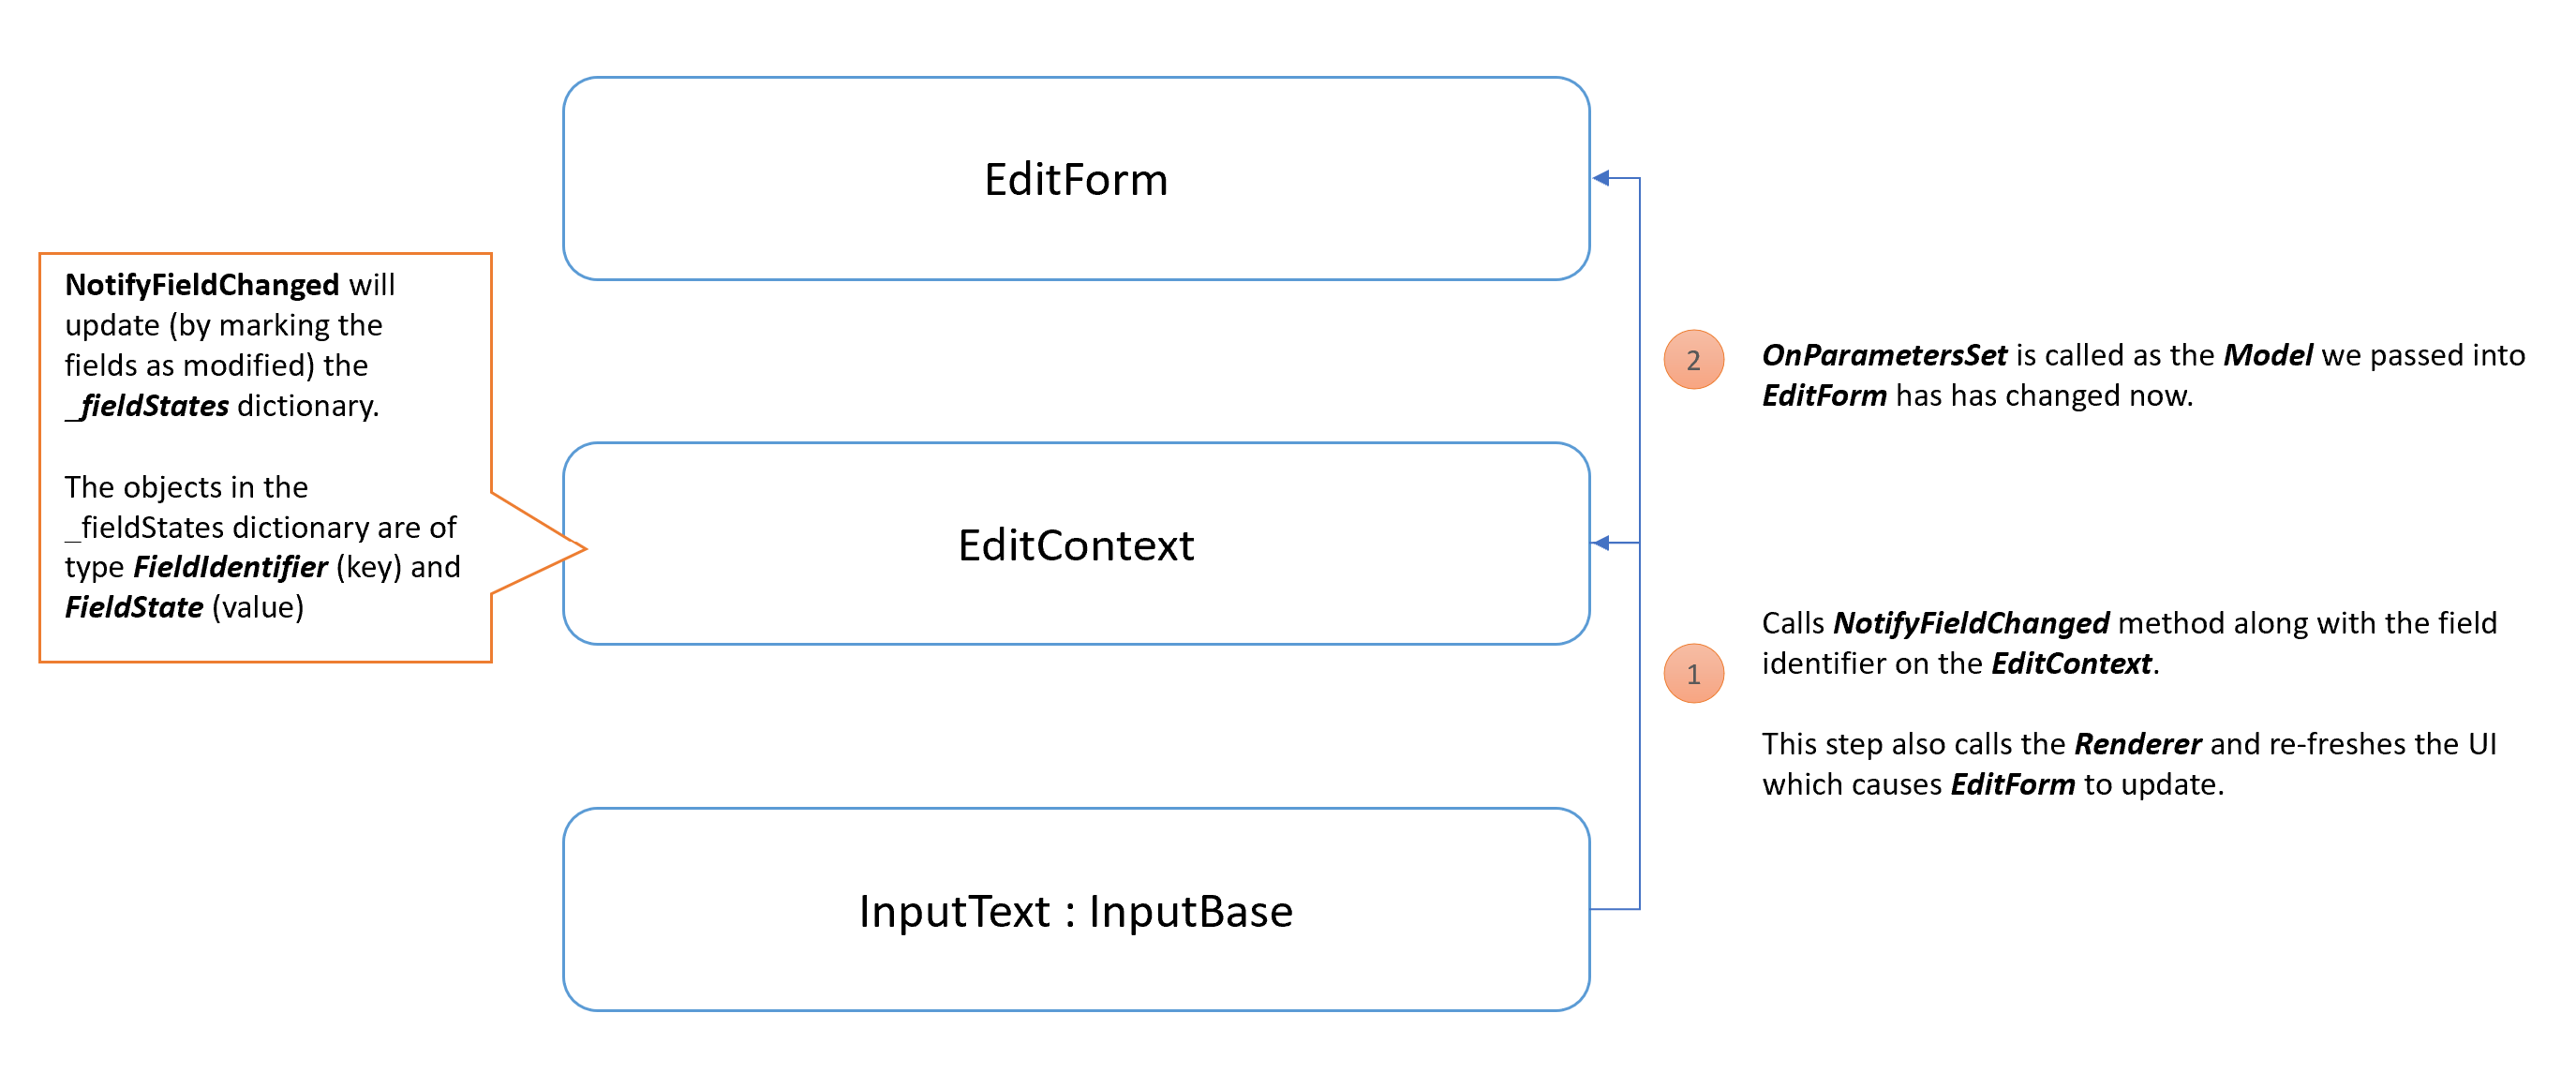 EditForm
NotifyFieldChanged will
update (by marking the
fields as modified) the
_fieldStates dictionary.
The objects in the
_fieldStates dictionary are of
type FieldIdentifier (key) and
FieldState (value)
2
OnParametersSet is called as the Model we passed into
EditForm has has changed now.
EditContext
1
Calls NotifyFieldChanged method along with the field
identifier on the EditContext.
This step also calls the Renderer and re-freshes the UI
which causes EditForm to update.
InputText : InputBase